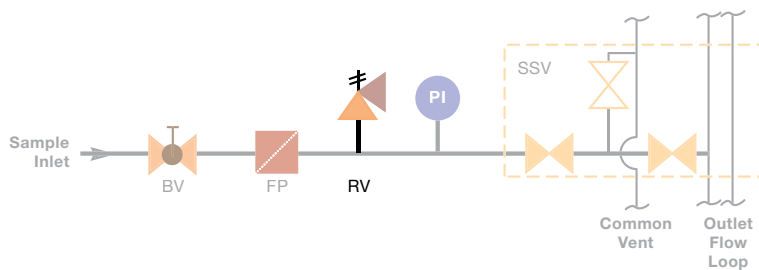 SSV
PI
Sample
Inlet
BV
FP
RV
Common
Vent
Outlet
Flow
Loop